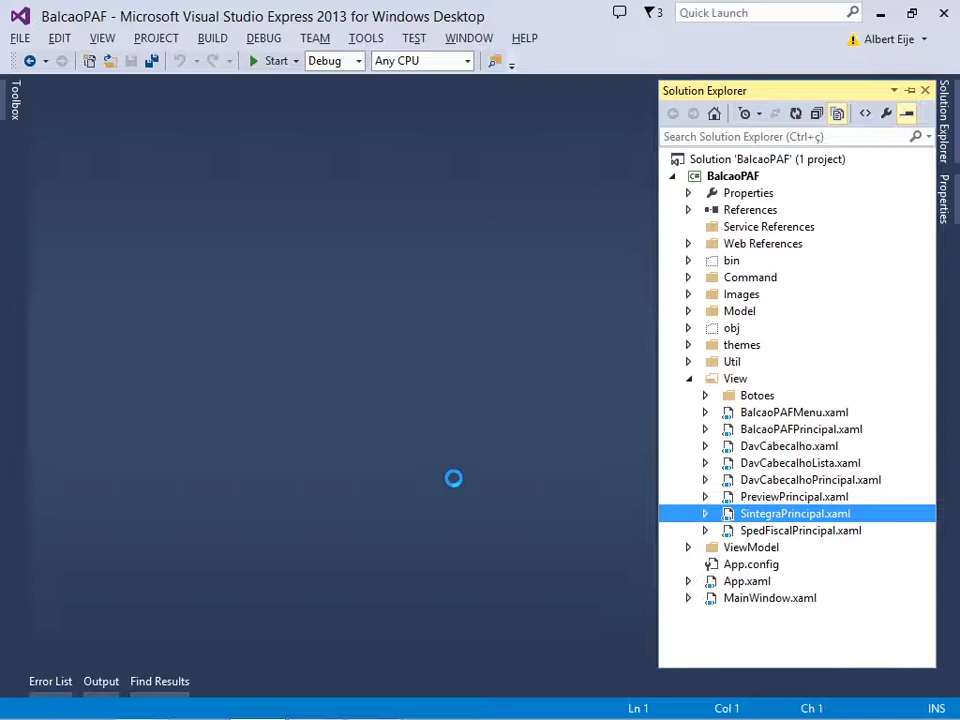 BalcaoPAF - Microsoft Visual Studio Express 2013 for Windows Desktop
3
Quick Launch
FILE EDIT VIEW PROJECT BUILD DEBUG TEAM TOOLS TEST WINDOW HELP
Albert Eije
Start Debug Any CPU
Toolbox
Solution Explorer
Search Solution Explorer (Ctrl+ç)
Solution 'BalcaoPAF' (1 project)
BalcaoPAF
Properties
References
Service References
Web References
bin
Command
Images
Model
obj
themes
Util
View
Botoes
BalcaoPAFMenu.xaml
BalcaoPAFPrincipal.xaml
DavCabecalho.xaml
DavCabecalhoLista.xaml
DavCabecalhoPrincipal.xaml
PreviewPrincipal.xaml
SintegraPrincipal.xaml
SpedFiscalPrincipal.xaml
ViewModel
App.config
App.xaml
MainWindow.xaml
Solution Explorer
Properties
Error List Output Find Results
Ln 1 Col 1 Ch 1 INS